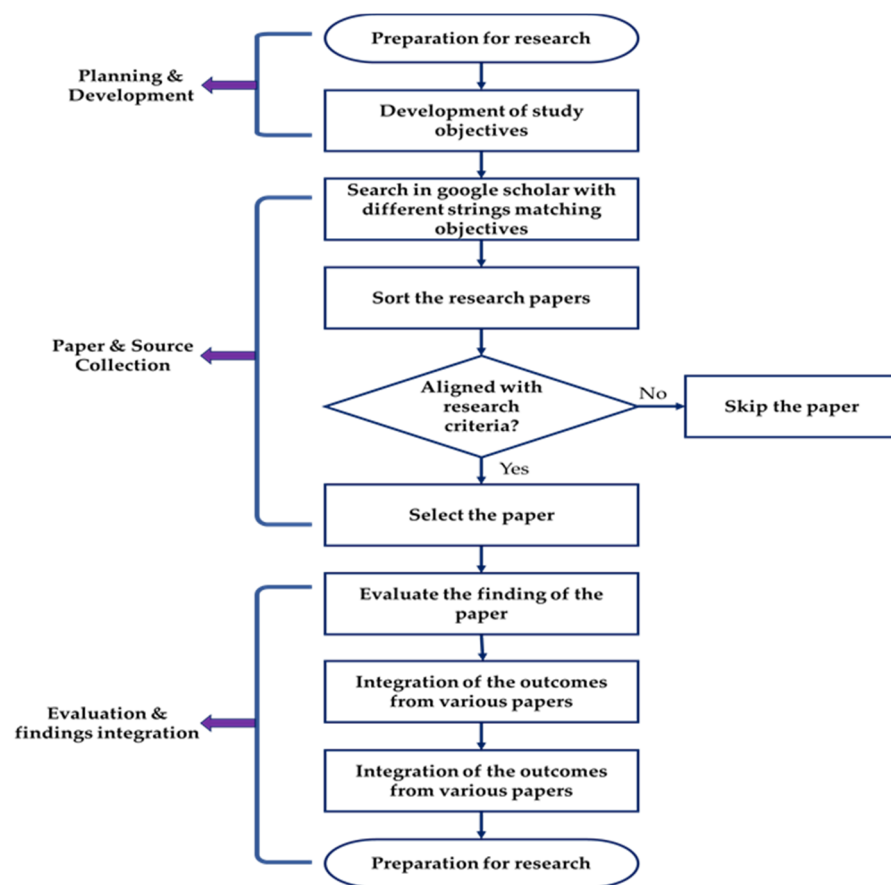 Preparation for research
Planning &
Development
Development of study
objectives
Search in google scholar with
different strings matching
objectives
Sort the research papers
Paper & Source
Collection
Aligned with
research
criteria?
No
Skip the paper
Yes
Select the paper
Evaluate the finding of the
paper
Integration of the outcomes
from various papers
Evaluation &
findings integration
Integration of the outcomes
from various papers
Preparation for research